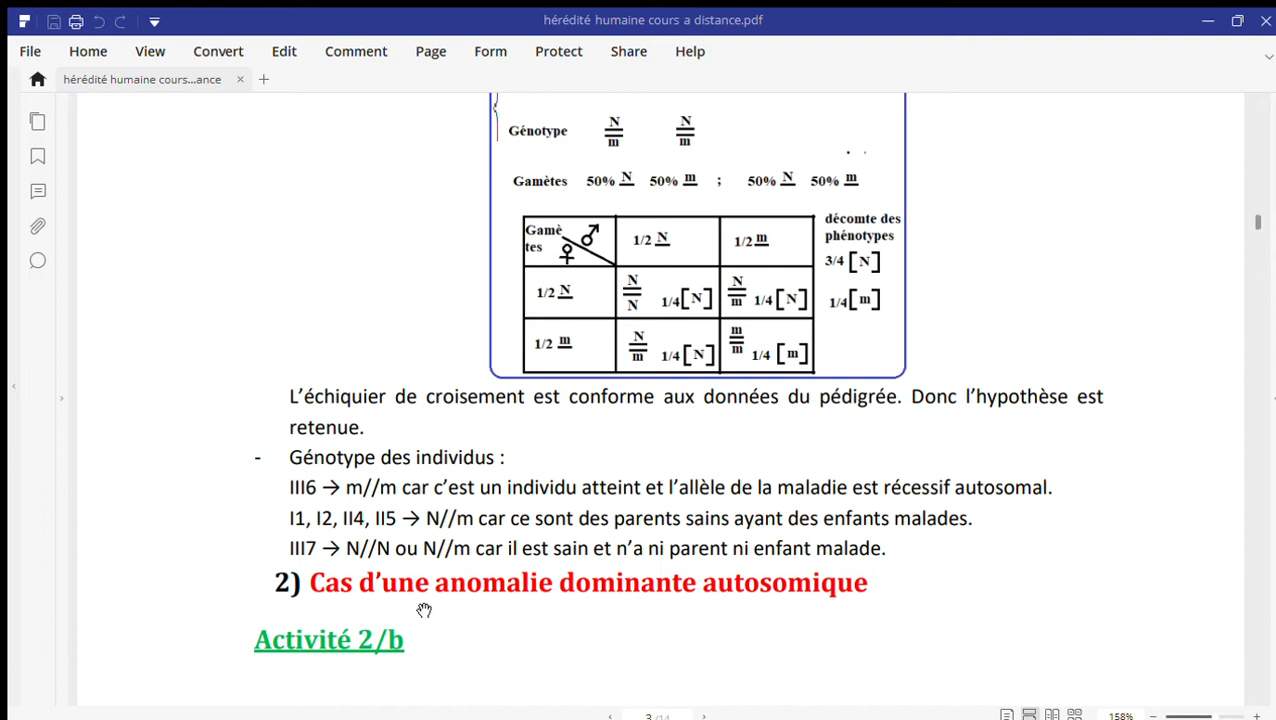 hérédité humaine cours a distance.pdf
File Home View Convert Edit Comment Page Form Protect Share Help
hérédité humaine cours...ance
Génotype N m N m
Gamètes 50% N 50% m ; 50% N 50% m
Gamètes 1/2 N 1/2 m
1/2 N N N 1/4 [N] N m 1/4 [N]
1/2 m N m 1/4 [N] m m 1/4 [m]
décomte des
phénotypes
3/4 [N]
1/4 [m]
L'échiquier de croisement est conforme aux données du pédigrée. Donc l'hypothèse est
retenue.
- Génotype des individus :
III6 → m//m car c'est un individu atteint et l'allèle de la maladie est récessif autosomal.
I1, I2, II4, II5 → N//m car ce sont des parents sains ayant des enfants malades.
III7 → N//N ou N//m car il est sain et n'a ni parent ni enfant malade.
2) Cas d'une anomalie dominante autosomique
Activité 2/b
3 /14
158%